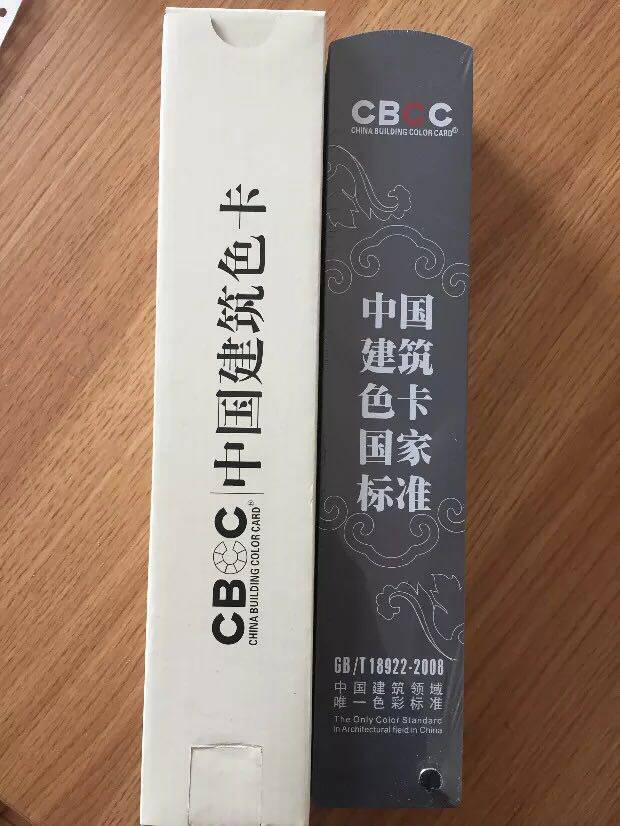 CBCC
CHINA BUILDING COLOR CARD®
中国建筑色卡
CBCC
CHINA BUILDING COLOR CARD®
中国
建筑
色卡
国家
标准
GB/T 18922-2008
中国建筑领域
唯一色彩标准
The Only Color Standard
in Architectural field in China